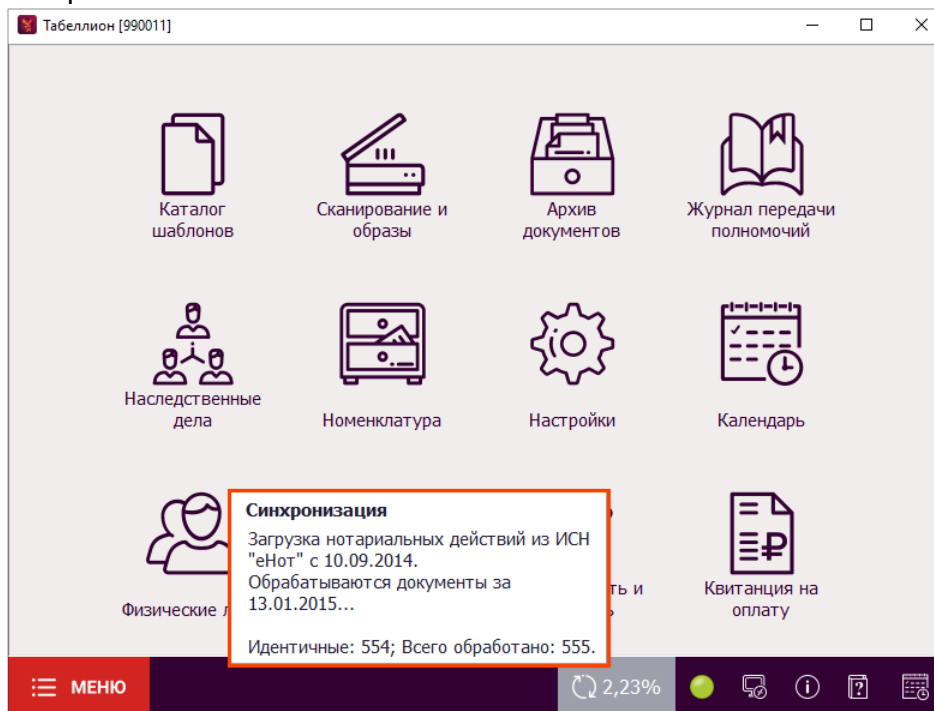 Табеллион [990011]
Каталог
шаблонов
Сканирование и
образы
Архив
документов
Журнал передачи
полномочий
Наследственные
дела
Номенклатура
Настройки
Календарь
Физические
Синхронизация
Загрузка нотариальных действий из ИСН
"еНот" с 10.09.2014.
Обрабатываются документы за
13.01.2015...
Идентичные: 554; Всего обработано: 555.
и
Квитанция на
оплату
МЕНЮ
2,23%